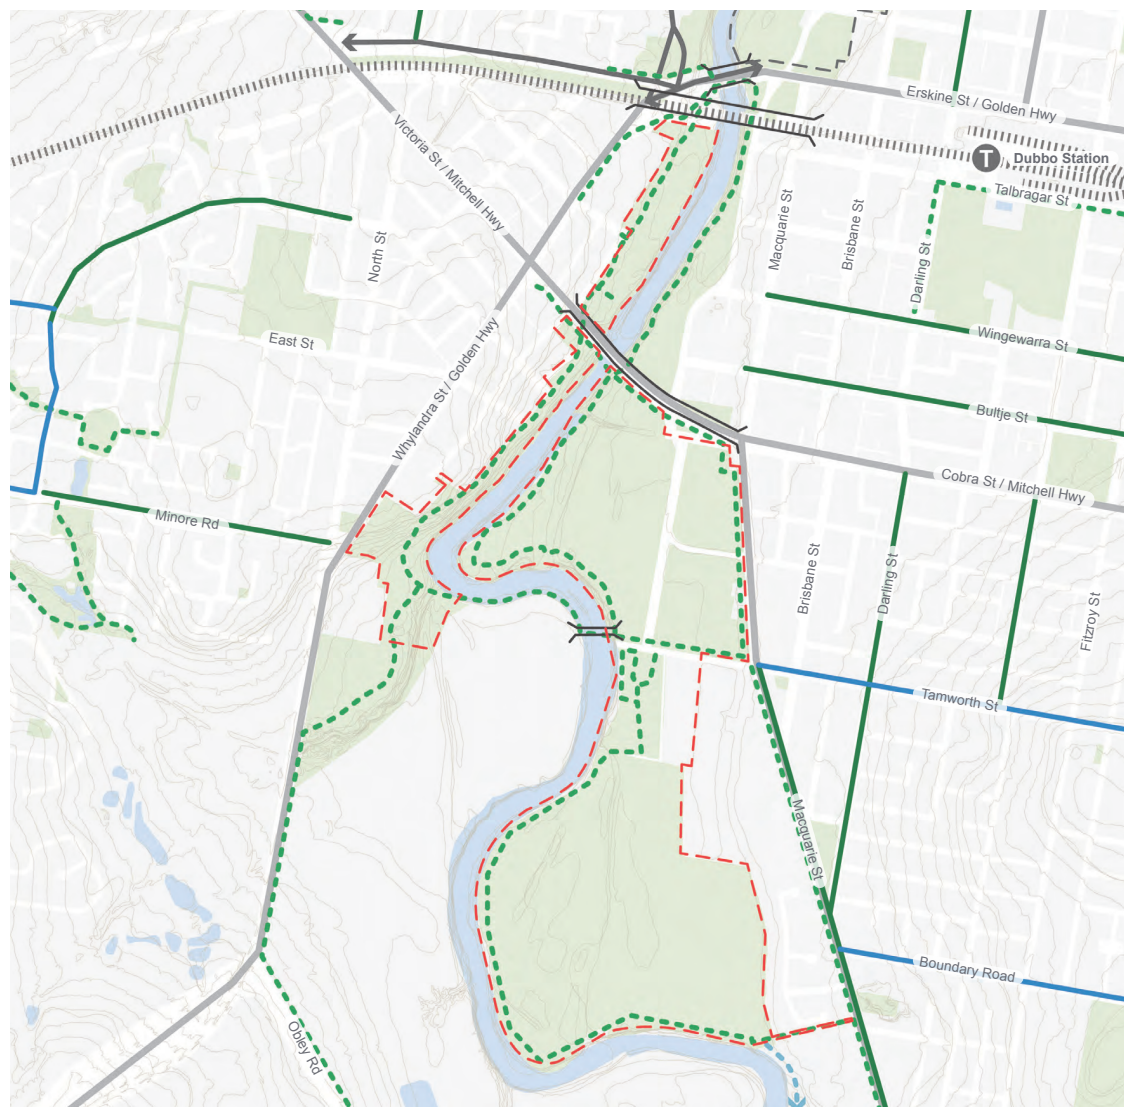 Erskine St / Golden Hwy
Victoria St / Mitchell Hwy
T
Dubbo Station
Talbragar St
Macquarie St
Brisbane St
North St
Darling St
East St
Wingewarra St
Whylandra St / Golden Hwy
Bultje St
Cobra St / Mitchell Hwy
Minore Rd
Brisbane St
Darling St
Fitzroy St
Tamworth St
Macquarie St
Boundary Road
Obley Rd